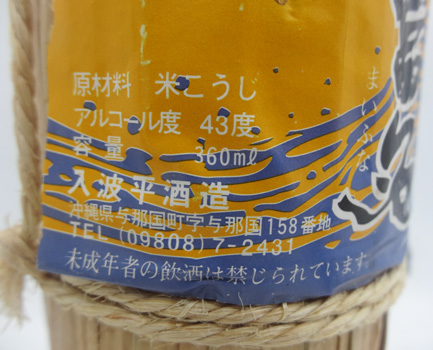 原材料 米こうじ
アルコール度 43度
容量 360ml
入波平酒造
沖縄県与那国町字与那国158番地
TEL (09808) 7-2431
未成年者の飲酒は禁じられています。
まいふな